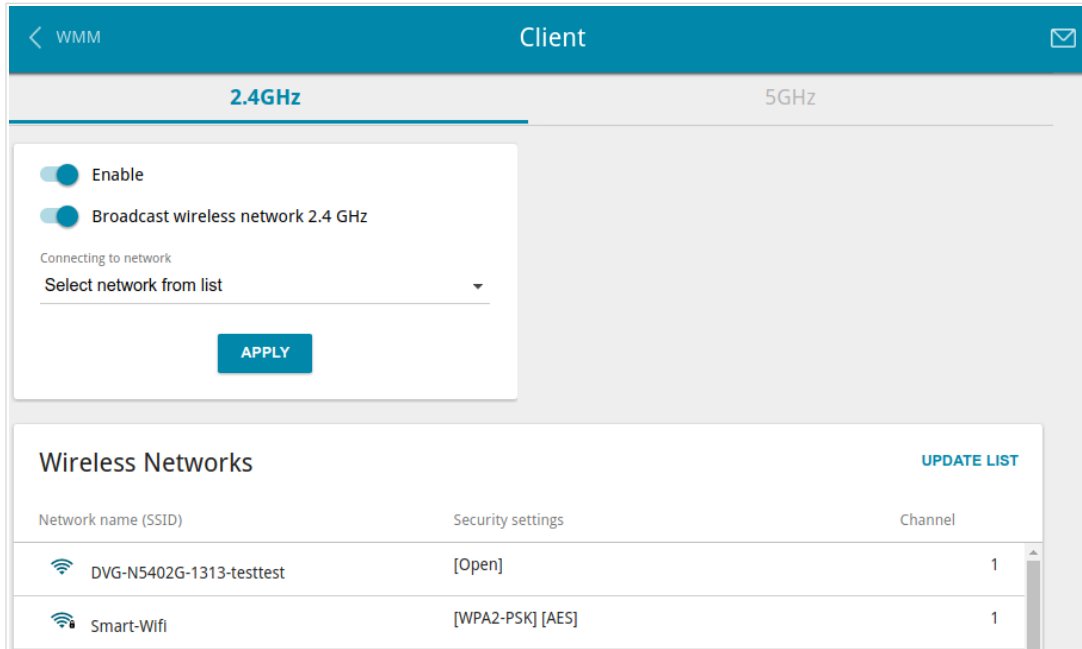 WMM
Client
2.4GHz
5GHz
Enable
Broadcast wireless network 2.4 GHz
Connecting to network
Select network from list
APPLY
Wireless Networks
UPDATE LIST
Network name (SSID) Security settings Channel
DVG-N5402G-1313-testtest [Open] 1
Smart-Wifi [WPA2-PSK] [AES] 1